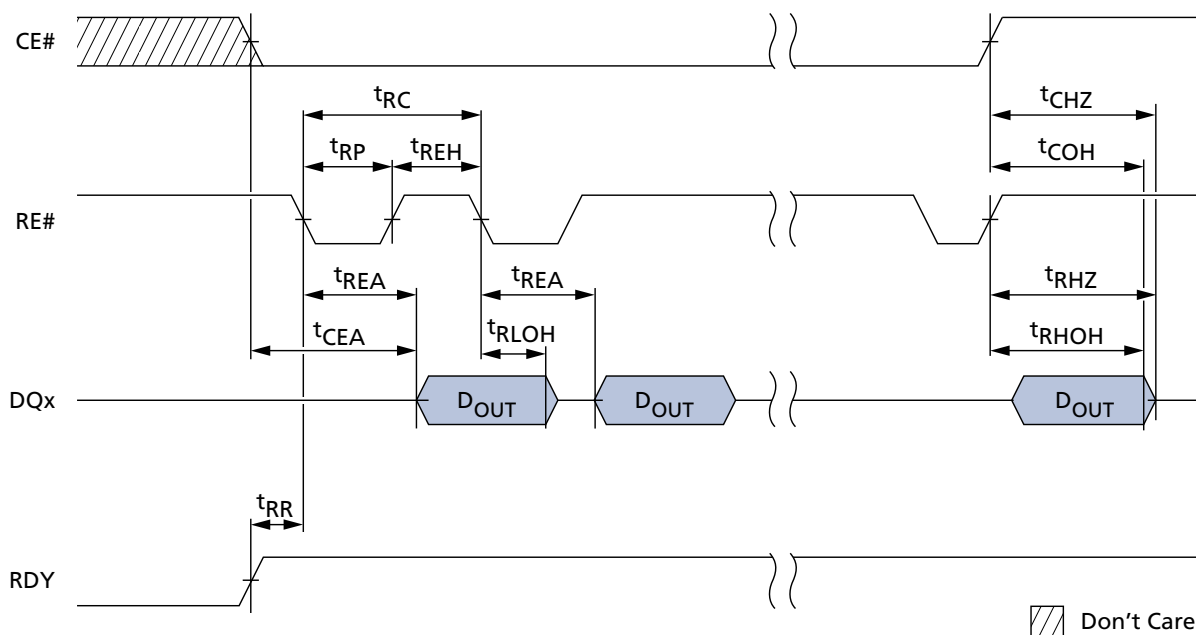 CE#
tRC
tCHZ
tRP
tREH
tCOH
RE#
tREA
tREA
tRHZ
tCEA
tRLOH
tRHOH
DQx
DOUT
DOUT
DOUT
tRR
RDY
Don't Care